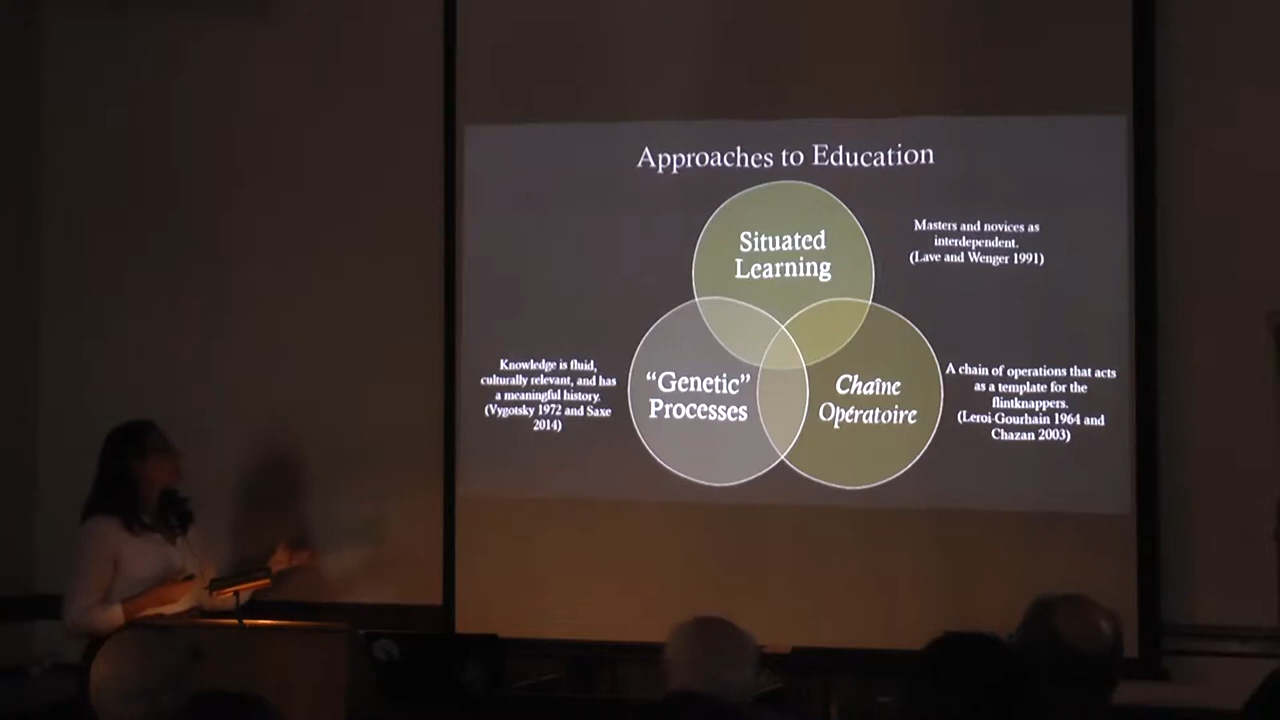 Approaches to Education
Situated
Learning
Masters and novices as
interdependent.
(Lave and Wenger 1991)
Knowledge is fluid,
culturally relevant, and has
a meaningful history.
(Vygotsky 1972 and Saxe
2014)
“Genetic”
Processes
Chaîne
Opératoire
A chain of operations that acts
as a template for the
flintknappers.
(Leroi-Gourhain 1964 and
Chazan 2003)